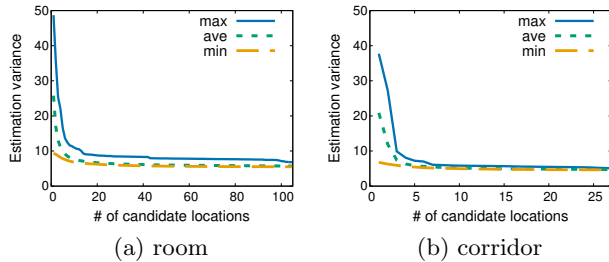 50
40
30
20
10
0
Estimation variance
max
ave
min
0 20 40 60 80 100
# of candidate locations
(a) room
50
40
30
20
10
0
Estimation variance
max
ave
min
0 5 10 15 20 25
# of candidate locations
(b) corridor